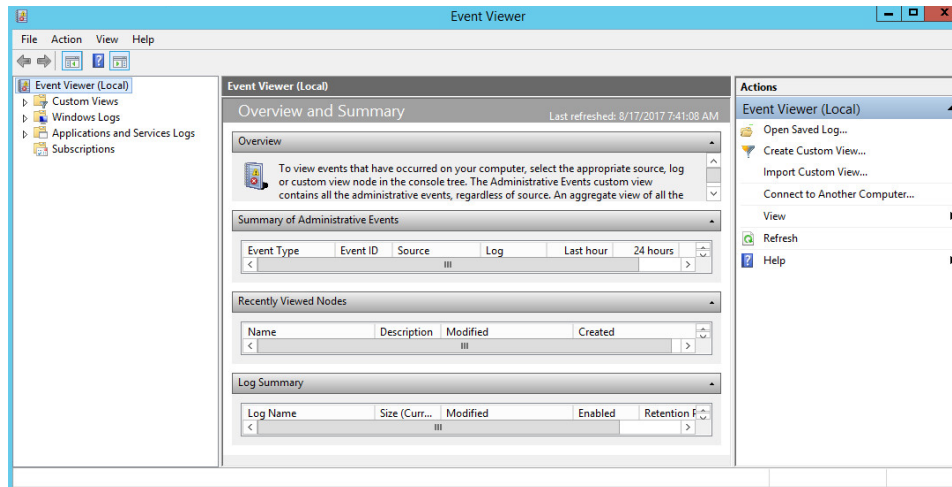 Event Viewer
File Action View Help
Event Viewer (Local)
Custom Views
Windows Logs
Applications and Services Logs
Subscriptions
Event Viewer (Local)
Overview and Summary
Last refreshed: 8/17/2017 7:41:08 AM
Overview
To view events that have occurred on your computer, select the appropriate source, log
or custom view node in the console tree. The Administrative Events custom view
contains all the administrative events, regardless of source. An aggregate view of all the
Summary of Administrative Events
Event Type Event ID Source Log Last hour 24 hours
Recently Viewed Nodes
Name Description Modified Created
Log Summary
Log Name Size (Curr... Modified Enabled Retention
Actions
Event Viewer (Local)
Open Saved Log...
Create Custom View...
Import Custom View...
Connect to Another Computer...
View
Refresh
Help